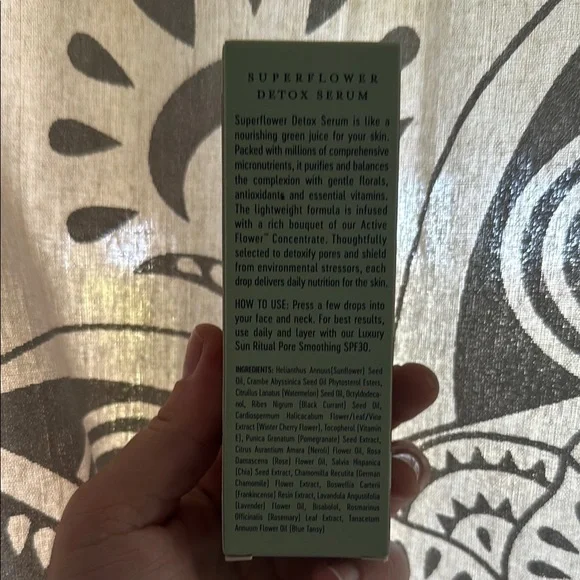 SUPERFLOWER
DETOX SERUM
Superflower Detox Serum is like a
nourishing green juice for your skin.
Packed with millions of comprehensive
micronutrients, it purifies and balances
the complexion with gentle florals,
antioxidants and essential vitamins.
The lightweight formula is infused
with a rich bouquet of our Active
Flower™ Concentrate. Thoughtfully
selected to detoxify pores and shield
from environmental stressors, each
drop delivers daily nutrition for the skin.
HOW TO USE: Press a few drops into
your face and neck. For best results,
use daily and layer with our Luxury
Sun Ritual Pore Smoothing SPF30.
INGREDIENTS: Helianthus Annuus(Sunflower) Seed
Oil, Crambe Abyssinica Seed Oil Phytosterol Esters,
Citrullus Lanatus (Watermelon) Seed Oil, Octyldodeca-
nol, Ribes Nigrum (Black Currant) Seed Oil,
Cardiospermum Halicacabum Flower/Leaf/Vine
Extract (Winter Cherry Flower), Tocopherol (Vitamin
E), Punica Granatum (Pomegranate) Seed Extract,
Citrus Aurantium Amara (Neroli) Flower Oil, Rosa
Damascena (Rose) Flower Oil, Salvia Hispanica
(Chia) Seed Extract, Chamomilla Recutita (German
Chamomile) Flower Extract, Boswellia Carterii
(Frankincense) Resin Extract, Lavandula Angustifolia
(Lavender) Flower Oil, Bisabolol, Rosmarinus
Officinalis (Rosemary) Leaf Extract, Tanacetum
Annuum Flower Oil (Blue Tansy)